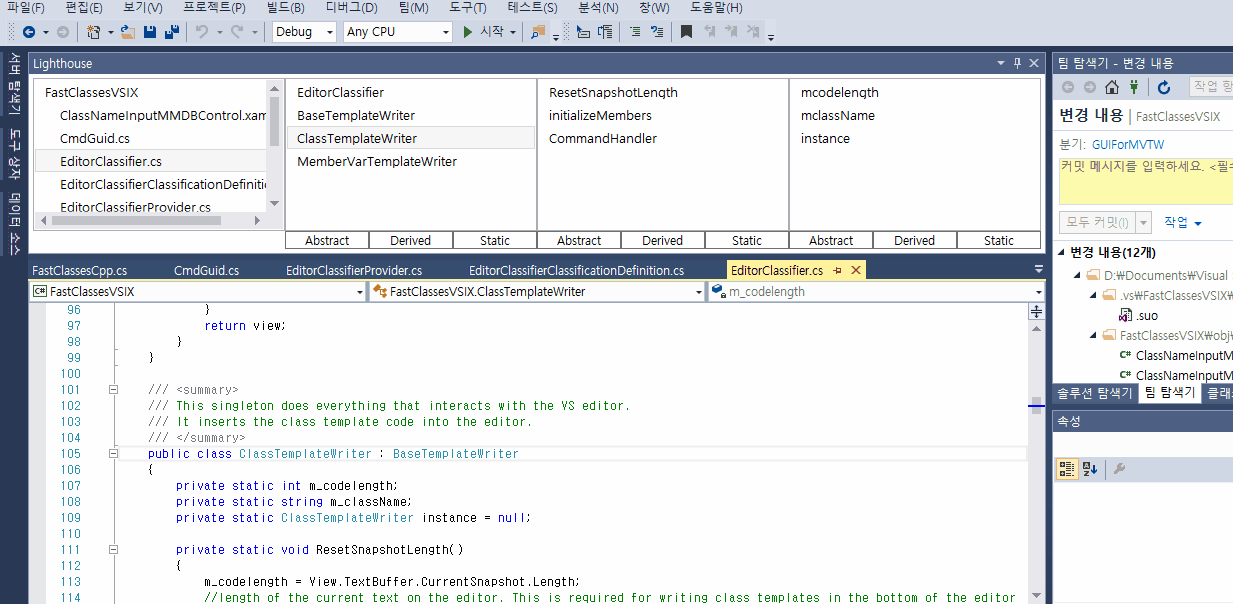 파일(F) 편집(E) 보기(V) 프로젝트(P) 빌드(B) 디버그(D) 팀(M) 도구(T) 테스트(S) 분석(N) 창(W) 도움말(H)
Debug Any CPU 시작
서버 탐색기
도구 상자
데이터 소스
Lighthouse
FastClassesVSIX
ClassNameInputMMDBControl.xam
CmdGuid.cs
EditorClassifier.cs
EditorClassifierClassificationDefiniti
EditorClassifierProvider.cs
EditorClassifier
BaseTemplateWriter
ClassTemplateWriter
MemberVarTemplateWriter
Abstract Derived Static
ResetSnapshotLength
initializeMembers
CommandHandler
Abstract Derived Static
mcodelength
mclassName
instance
Abstract Derived Static
FastClassesCpp.cs CmdGuid.cs EditorClassifierProvider.cs EditorClassifierClassificationDefinition.cs EditorClassifier.cs
C# FastClassesVSIX FastClassesVSIX.ClassTemplateWriter m_codelength
96 }
97 return view;
98 }
99 }
100
101 /// <summary>
102 /// This singleton does everything that interacts with the VS editor.
103 /// It inserts the class template code into the editor.
104 /// </summary>
105 public class ClassTemplateWriter : BaseTemplateWriter
106 {
107 private static int m_codelength;
108 private static string m_className;
109 private static ClassTemplateWriter instance = null;
110
111 private static void ResetSnapshotLength()
112 {
113 m_codelength = View.TextBuffer.CurrentSnapshot.Length;
114 //length of the current text on the editor. This is required for writing class templates in the bottom of the editor
팀 탐색기 - 변경 내용
작업 항
변경 내용 | FastClassesVSIX
분기: GUIForMVTW
커밋 메시지를 입력하세요. <필수
모두 커밋(I) 작업
변경 내용(12개)
D:₩Documents₩Visual
.vs₩FastClassesVSIX₩
.suo
FastClassesVSIX₩obj₩
C# ClassNameInputM
C# ClassNameInputM
솔루션 탐색기 팀 탐색기 클래
속성